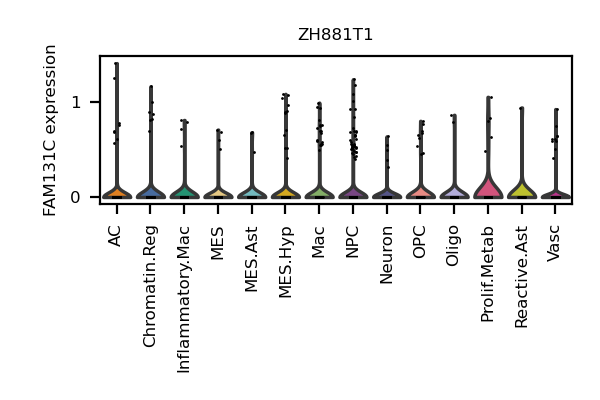 ZH881T1
FAM131C expression
1
0
AC
Chromatin.Reg
Inflammatory.Mac
MES
MES.Ast
MES.Hyp
Mac
NPC
Neuron
OPC
Oligo
Prolif.Metab
Reactive.Ast
Vasc